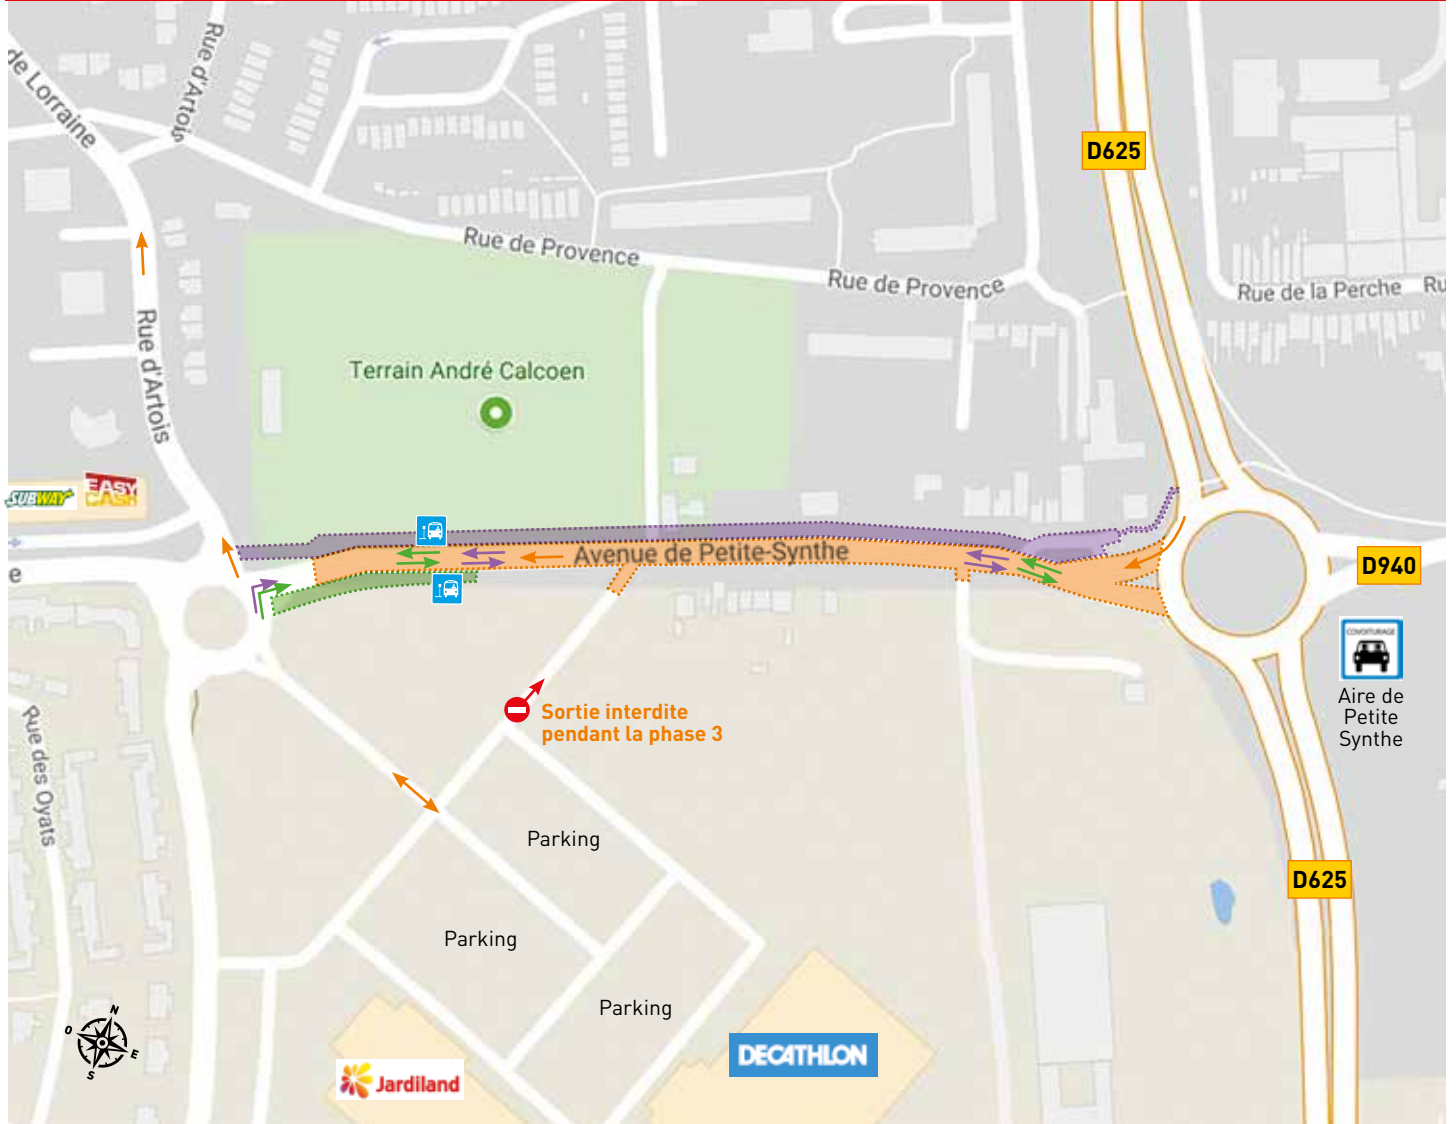 de Lorraine
Rue d'Artois
D625
Rue de Provence
Rue de Provence
Rue de la Perche
Ru
Rue d'Artois
Terrain André Calcoen
SUBWAY
EASY
CASH
Avenue de Petite-Synthe
D940
e
COVOITURAGE
Aire de
Petite
Synthe
Sortie interdite
pendant la phase 3
Rue des Oyats
Parking
D625
Parking
Parking
N
O
E
S
DECATHLON
Jardiland